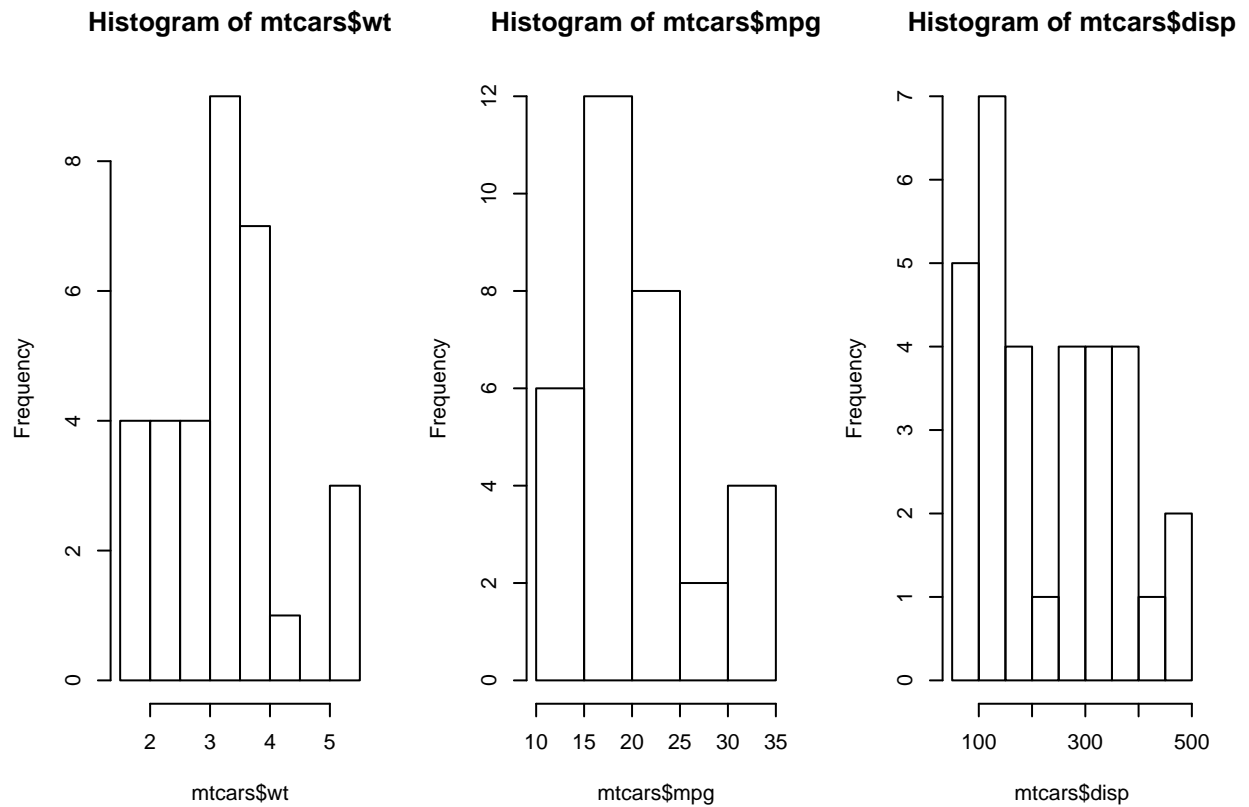 Histogram of mtcars$wt
Frequency
8
6
4
2
0
2 3 4 5
mtcars$wt
Histogram of mtcars$mpg
Frequency
12
10
8
6
4
2
0
10 15 20 25 30 35
mtcars$mpg
Histogram of mtcars$disp
Frequency
7
6
5
4
3
2
1
0
100 300 500
mtcars$disp